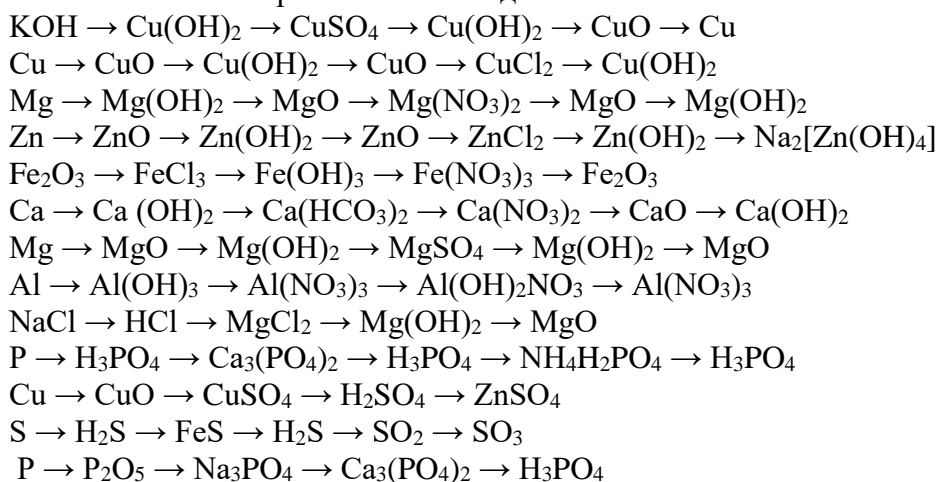 KOH → Cu(OH)₂ → CuSO₄ → Cu(OH)₂ → CuO → Cu
Cu → CuO → Cu(OH)₂ → CuO → CuCl₂ → Cu(OH)₂
Mg → Mg(OH)₂ → MgO → Mg(NO₃)₂ → MgO → Mg(OH)₂
Zn → ZnO → Zn(OH)₂ → ZnO → ZnCl₂ → Zn(OH)₂ → Na₂[Zn(OH)₄]
Fe₂O₃ → FeCl₃ → Fe(OH)₃ → Fe(NO₃)₃ → Fe₂O₃
Ca → Ca (OH)₂ → Ca(HCO₃)₂ → Ca(NO₃)₂ → CaO → Ca(OH)₂
Mg → MgO → Mg(OH)₂ → MgSO₄ → Mg(OH)₂ → MgO
Al → Al(OH)₃ → Al(NO₃)₃ → Al(OH)₂NO₃ → Al(NO₃)₃
NaCl → HCl → MgCl₂ → Mg(OH)₂ → MgO
P → H₃PO₄ → Ca₃(PO₄)₂ → H₃PO₄ → NH₄H₂PO₄ → H₃PO₄
Cu → CuO → CuSO₄ → H₂SO₄ → ZnSO₄
S → H₂S → FeS → H₂S → SO₂ → SO₃
P → P₂O₅ → Na₃PO₄ → Ca₃(PO₄)₂ → H₃PO₄